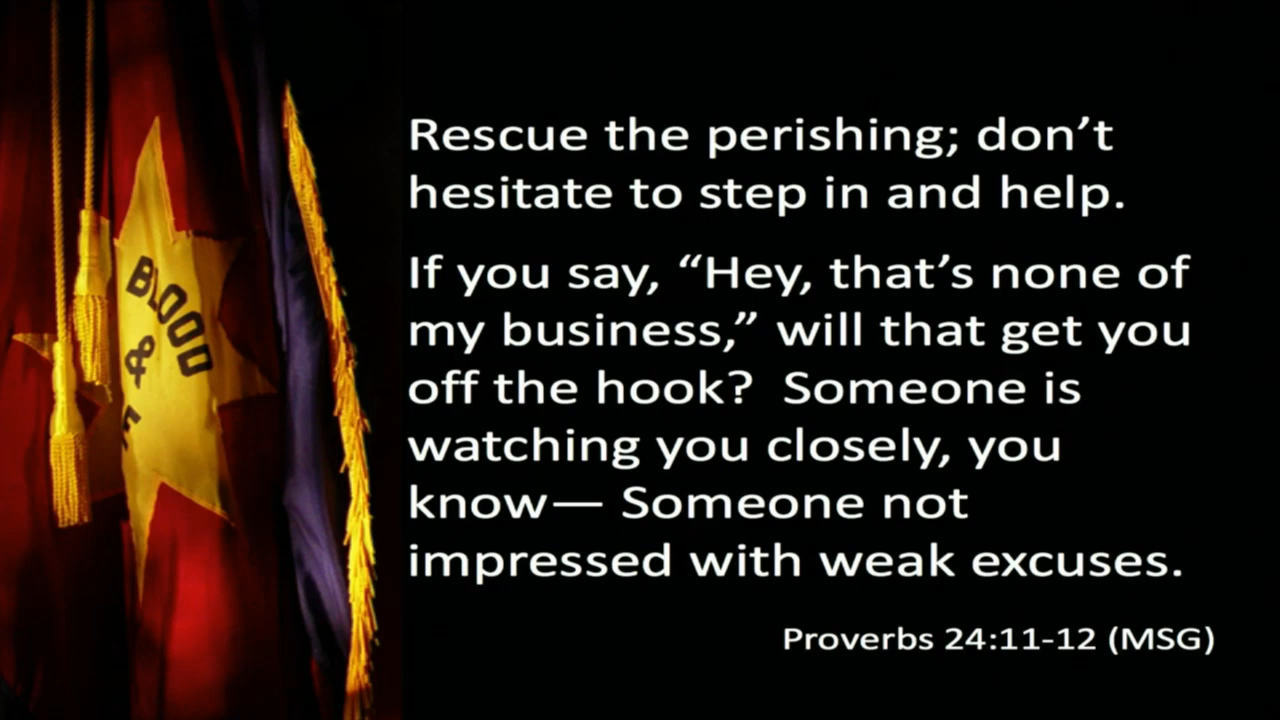 BLOOD
&
Rescue the perishing; don’t
hesitate to step in and help.
If you say, “Hey, that’s none of
my business,” will that get you
off the hook?  Someone is
watching you closely, you
know— Someone not
impressed with weak excuses.
Proverbs 24:11-12 (MSG)